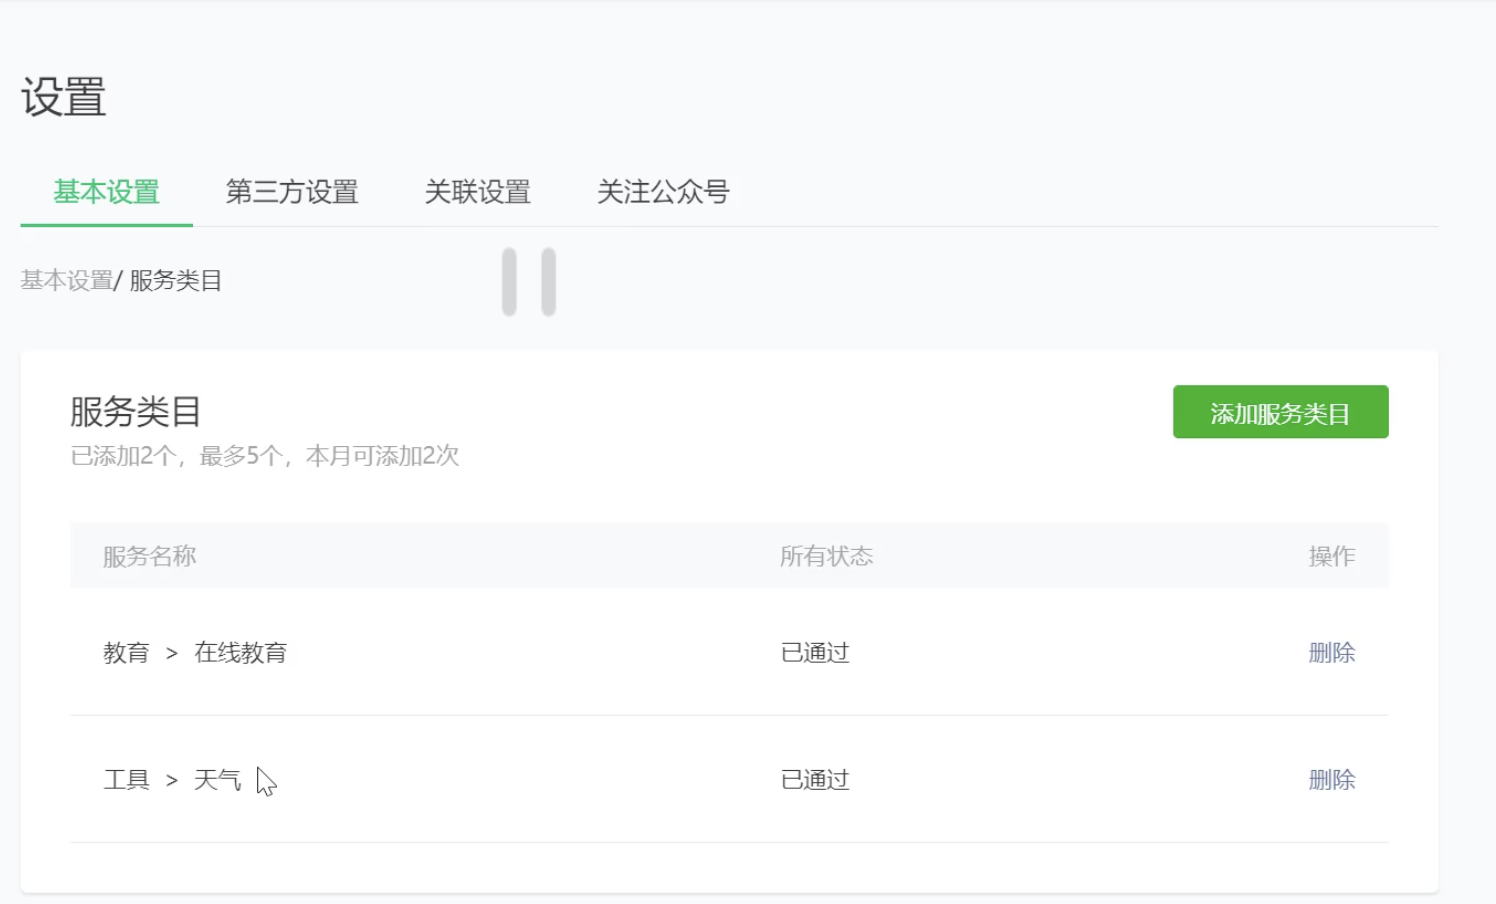 设置
基本设置 第三方设置 关联设置 关注公众号
基本设置/ 服务类目
服务类目
添加服务类目
已添加2个，最多5个，本月可添加2次
服务名称 所有状态 操作
教育 > 在线教育 已通过 删除
工具 > 天气 已通过 删除